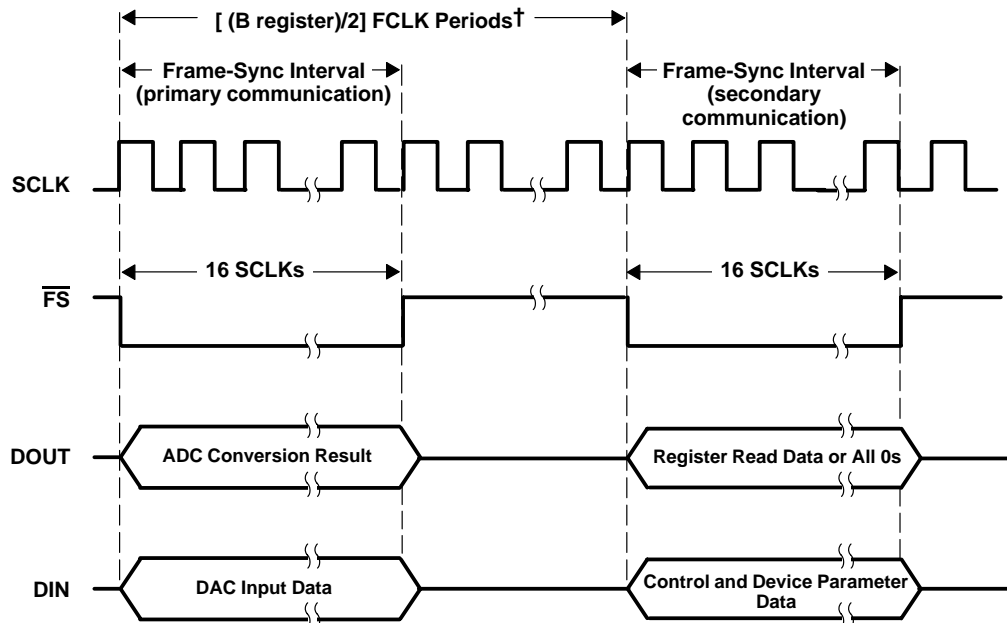 [ (B register)/2] FCLK Periods†
Frame-Sync Interval
(primary communication)
Frame-Sync Interval
(secondary
communication)
SCLK
16 SCLKs
16 SCLKs
FS
DOUT
ADC Conversion Result
Register Read Data or All 0s
DIN
DAC Input Data
Control and Device Parameter
Data